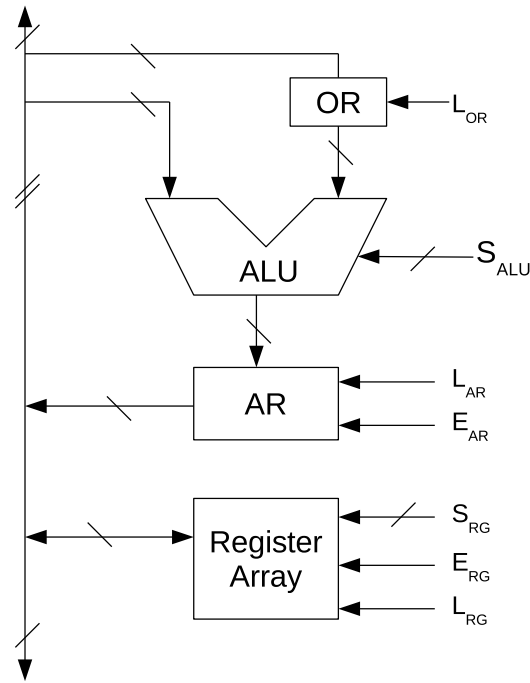 OR
L_OR
ALU
S_ALU
AR
L_AR
E_AR
Register
Array
S_RG
E_RG
L_RG